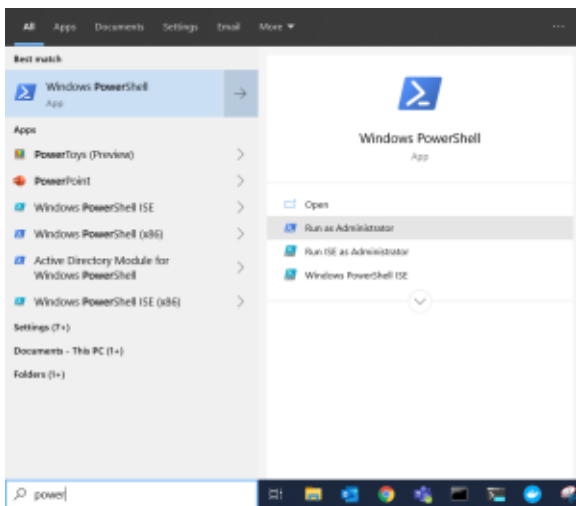 All Apps Documents Settings Email More ▼ ...
Best match
Windows PowerShell
App
Apps
PowerToys (Preview)
PowerPoint
Windows PowerShell ISE
Windows PowerShell (x86)
Active Directory Module for
Windows PowerShell
Windows PowerShell ISE (x86)
Settings (7+)
Documents - This PC (1+)
Folders (1+)
Windows PowerShell
App
Open
Run as Administrator
Run ISE as Administrator
Windows PowerShell ISE
power